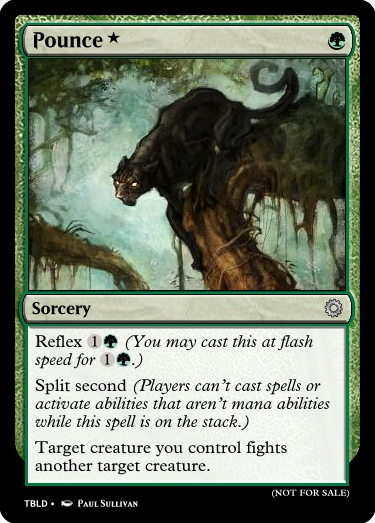 Pounce ★
Sorcery
Reflex 1 (You may cast this at flash
speed for 1 .)
Split second (Players can't cast spells or
activate abilities that aren't mana abilities
while this spell is on the stack.)
Target creature you control fights
another target creature.
(NOT FOR SALE)
TBLD • Paul Sullivan